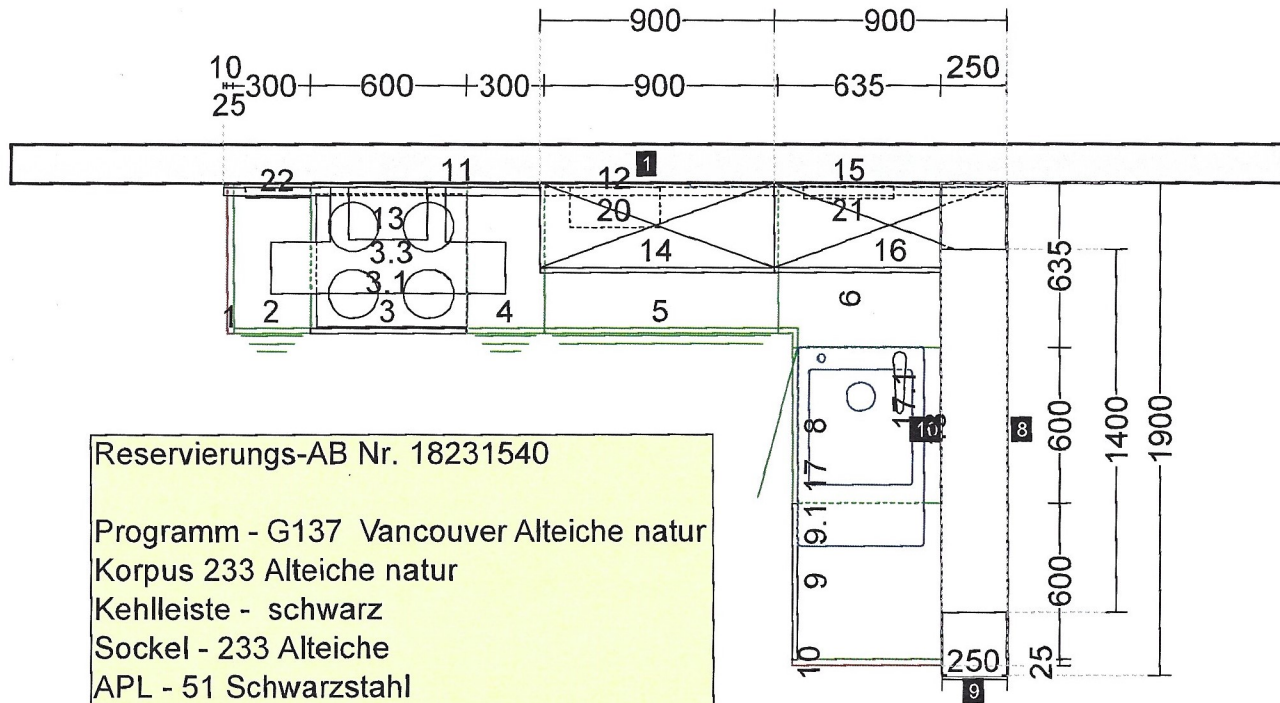 900 900
10 300 600 300 900 635 250
25
1
22 11 12 15
13 20 21
3.3 14 16 635
3.1
1 2 3 4 5 6
17.1
8 10 8 600 1400 1900
17
9.1
9 600
10 250 25
9
Reservierungs-AB Nr. 18231540
Programm - G137 Vancouver Alteiche natur
Korpus 233 Alteiche natur
Kehlleiste - schwarz
Sockel - 233 Alteiche
APL - 51 Schwarzstahl